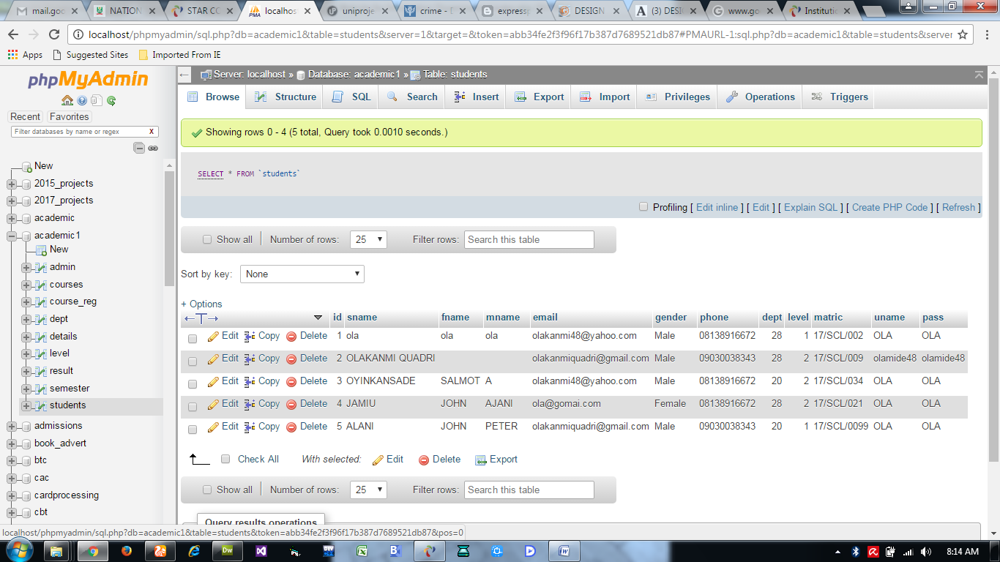 mail.goo
NATION
STAR CO
localhos
uniproje
crime - D
expressp
DESIGN
(3) DESI
www.go
Instituti
localhost/phpmyadmin/sql.php?db=academic1&table=students&server=1&target=&token=abb34fe2f3f96f17b387d7689521db87#PMAURL-1:sql.php?db=academic1&table=students&server
Apps Suggested Sites Imported From IE
phpMyAdmin
Recent Favorites
Filter databases by name or regex X
New
2015_projects
2017_projects
academic
academic1
New
admin
courses
course_reg
dept
details
level
result
semester
students
admissions
book_advert
btc
cac
cardprocessing
cbt
Server: localhost » Database: academic1 » Table: students
Browse Structure SQL Search Insert Export Import Privileges Operations Triggers
Showing rows 0 - 4 (5 total, Query took 0.0010 seconds.)
SELECT * FROM `students`
Profiling [ Edit inline ] [ Edit ] [ Explain SQL ] [ Create PHP Code ] [ Refresh ]
Show all Number of rows: 25 Filter rows: Search this table
Sort by key: None
+ Options
id sname fname mname email gender phone dept level matric uname pass
Edit Copy Delete 1 ola ola ola olakanmi48@yahoo.com Male 08138916672 28 1 17/SCL/002 OLA OLA
Edit Copy Delete 2 OLAKANMI QUADRI olakanmiquadri@gmail.com Male 09030038343 28 2 17/SCL/009 olamide48 olamide48
Edit Copy Delete 3 OYINKANSADE SALMOT A olakanmi48@yahoo.com Male 08138916672 20 2 17/SCL/034 OLA OLA
Edit Copy Delete 4 JAMIU JOHN AJANI ola@gomai.com Female 08138916672 28 2 17/SCL/021 OLA OLA
Edit Copy Delete 5 ALANI JOHN PETER olakanmiquadri@gmail.com Male 09030038343 20 1 17/SCL/0099 OLA OLA
Check All With selected: Edit Delete Export
Show all Number of rows: 25 Filter rows: Search this table
Query results operations
localhost/phpmyadmin/sql.php?db=academic1&table=students&token=abb34fe2f3f96f17b387d7689521db87&pos=0
8:14 AM